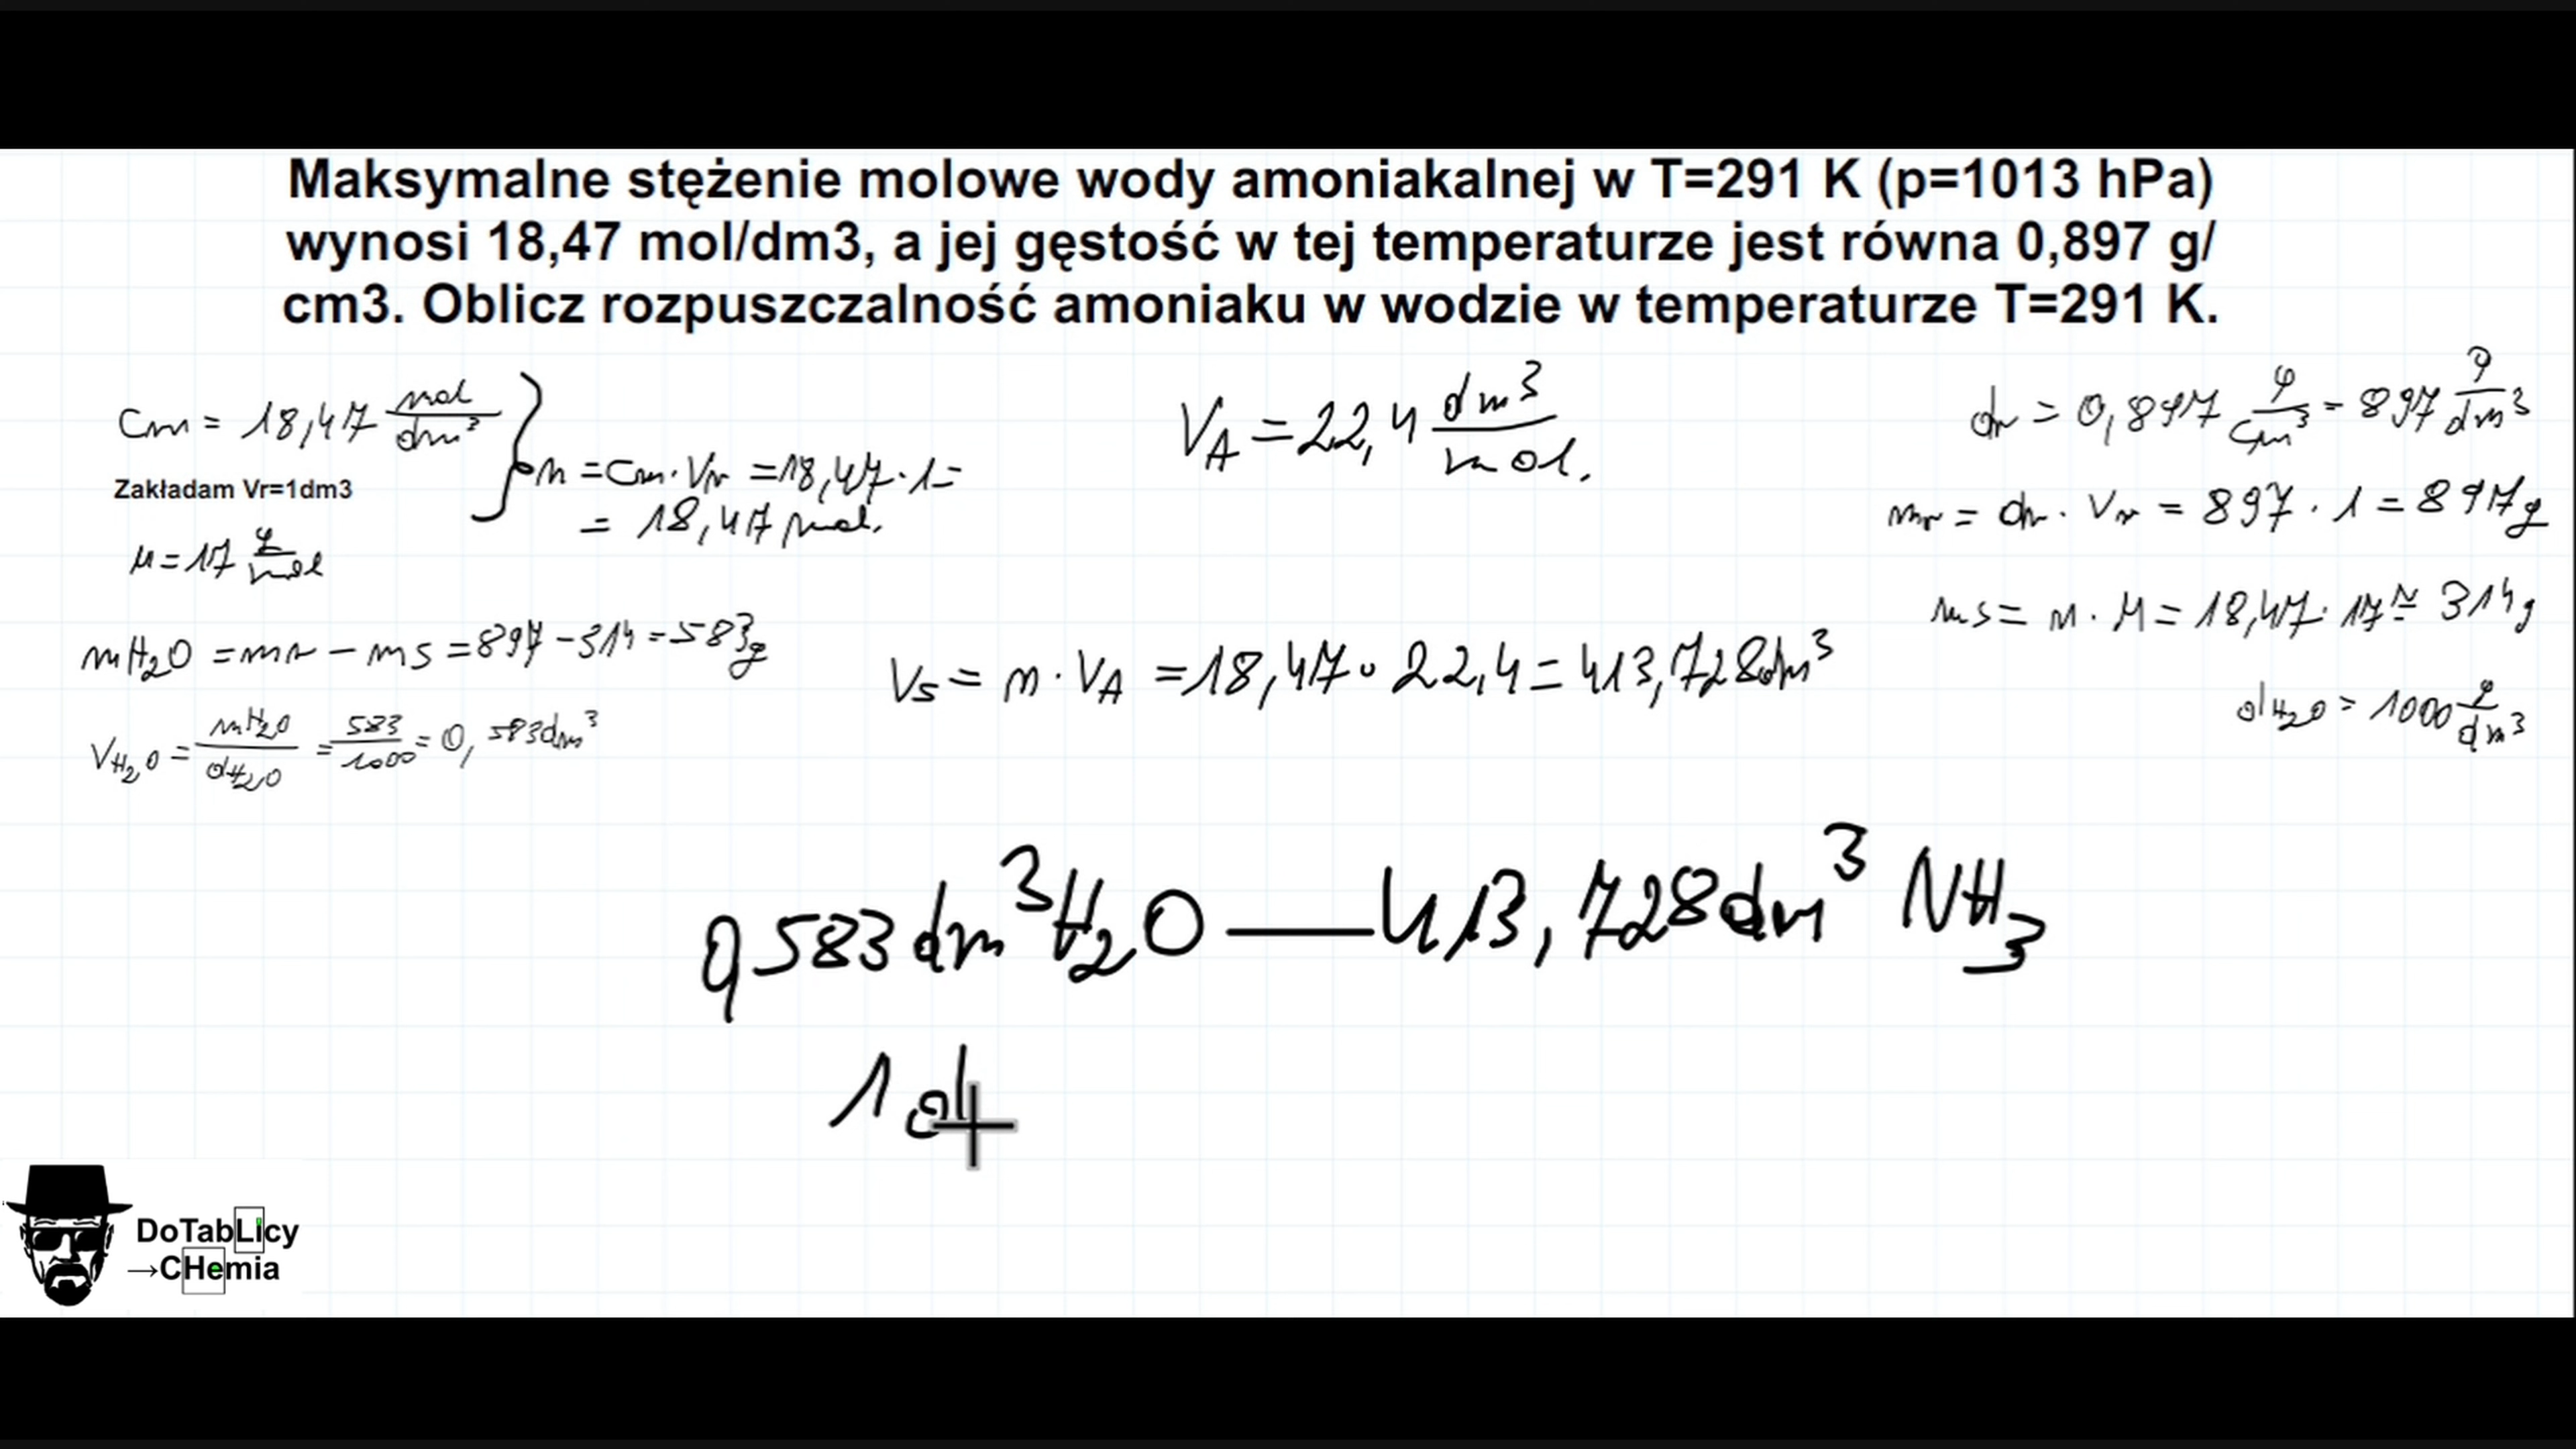 Maksymalne stężenie molowe wody amoniakalnej w T=291 K (p=1013 hPa)
wynosi 18,47 mol/dm3, a jej gęstość w tej temperaturze jest równa 0,897 g/
cm3. Oblicz rozpuszczalność amoniaku w wodzie w temperaturze T=291 K.
Cm = 18,47 mol/dm³
Zakładam Vr=1dm3
n = Cm · Vr = 18,47 · 1 =
= 18,47 mol.
M = 17 g/mol
mH₂O = mr - ms = 897 - 314 = 583g
VH₂O = mH₂O/dH₂O = 583/1000 = 0,583dm³
VA = 22,4 dm³/mol.
Vs = n · VA = 18,47 · 22,4 = 413,728dm³
dr = 0,897 g/cm³ = 897 g/dm³
mr = dr · Vr = 897 · 1 = 897g
ms = n · M = 18,47 · 17 ≅ 314g
dH₂O = 1000 g/dm³
0,583dm³H₂O — 413,728dm³ NH₃
1 d
DoTabLicy
→CHemia